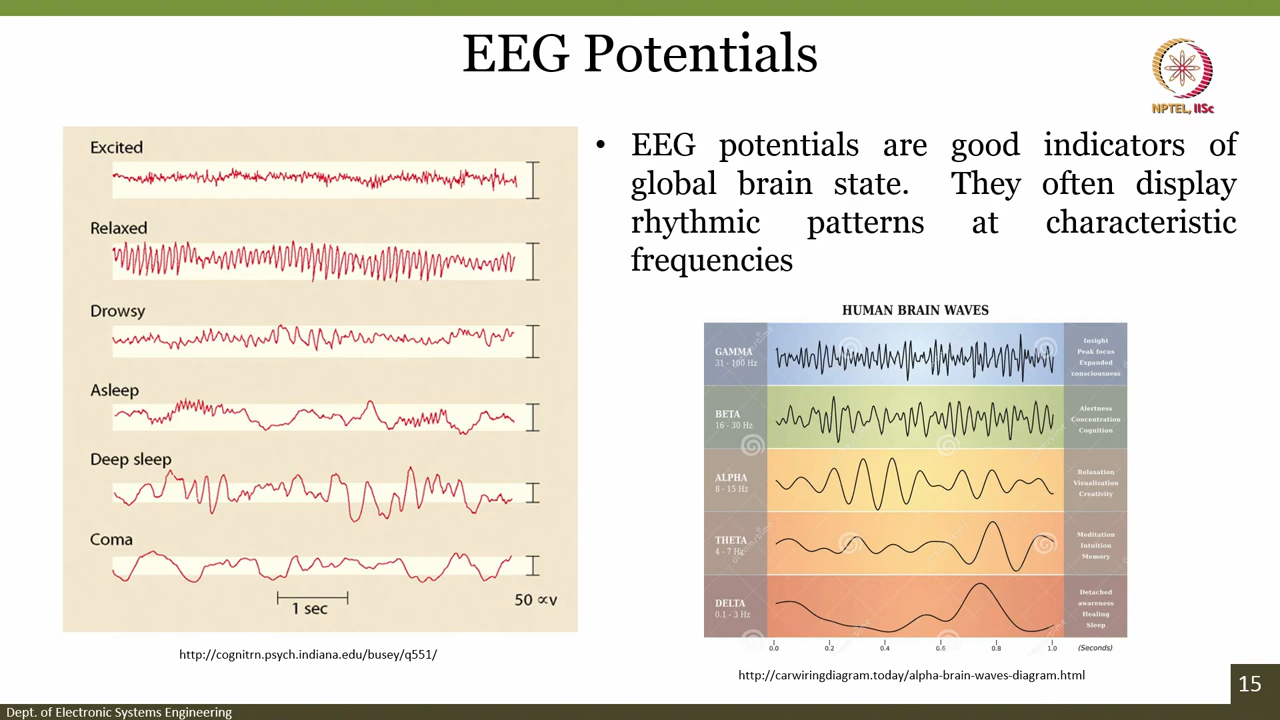 EEG Potentials
NPTEL, IISc
Excited
Relaxed
Drowsy
Asleep
Deep sleep
Coma
1 sec
50 ∝v
http://cognitrn.psych.indiana.edu/busey/q551/
• EEG potentials are good indicators of
global brain state. They often display
rhythmic patterns at characteristic
frequencies
HUMAN BRAIN WAVES
GAMMA
31 - 100 Hz
Insight
Peak focus
Expanded
consciousness
BETA
16 - 30 Hz
Alertness
Concentration
Cognition
ALPHA
8 - 15 Hz
Relaxation
Visualization
Creativity
THETA
4 - 7 Hz
Meditation
Intuition
Memory
DELTA
0.1 - 3 Hz
Detached
awareness
Healing
Sleep
0.0 0.2 0.4 0.6 0.8 1.0 (Seconds)
http://carwiringdiagram.today/alpha-brain-waves-diagram.html
15
Dept. of Electronic Systems Engineering